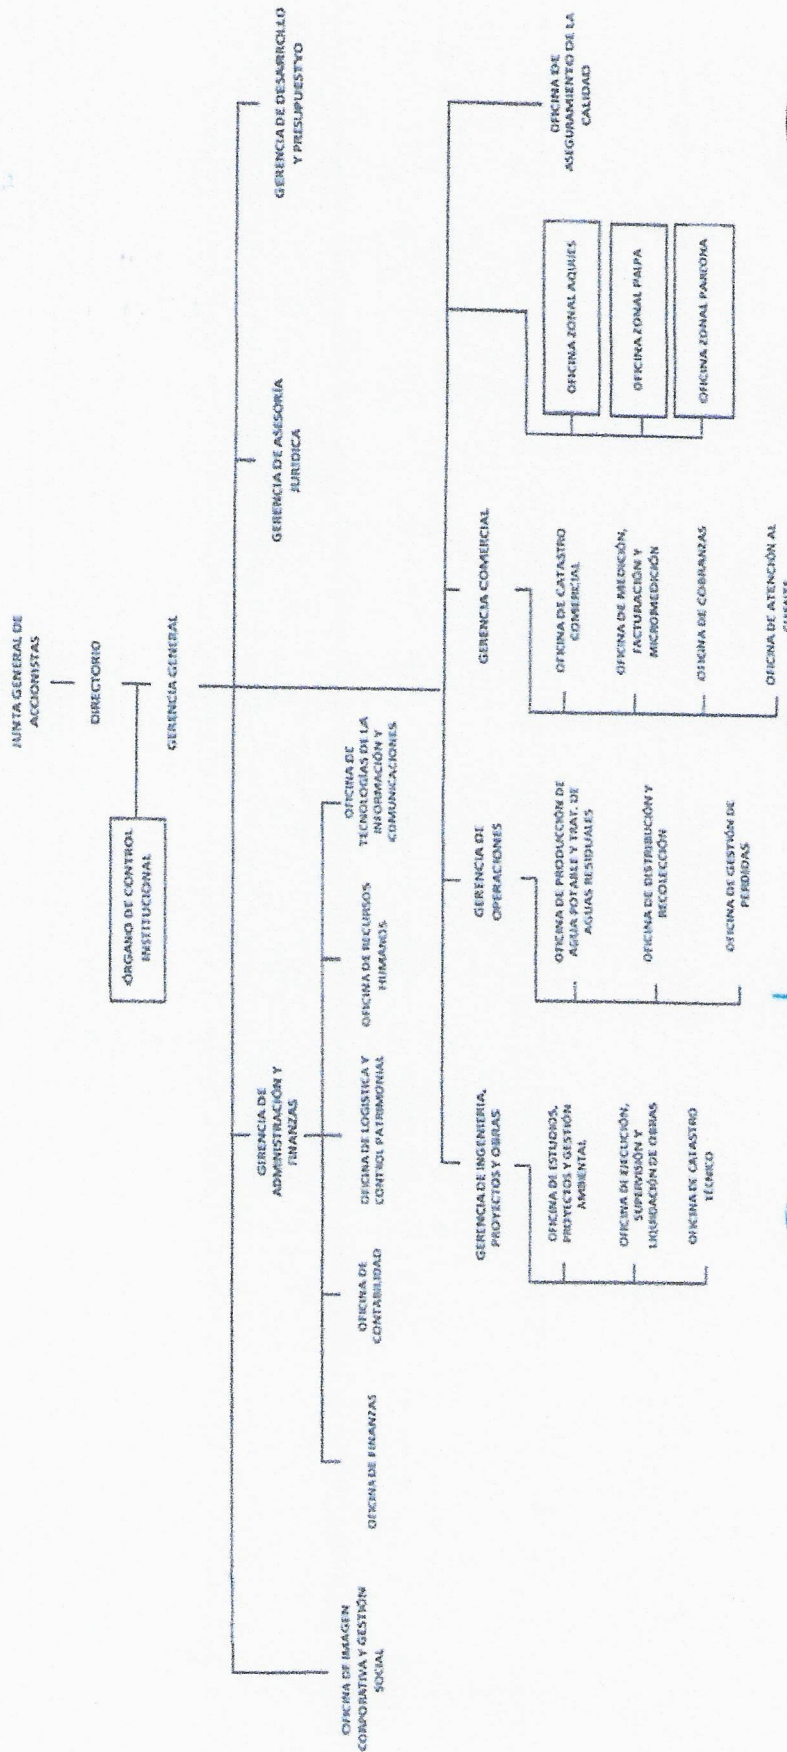 JUNTA GENERAL DE
ACCIONISTAS
DIRECTORIO
ÓRGANO DE CONTROL
INSTITUCIONAL
GERENCIA GENERAL
GERENCIA DE
ADMINISTRACIÓN Y
FINANZAS
GERENCIA DE ASESORÍA
JURIDICA
GERENCIA DE DESARROLLO
Y PRESUPUESTYO
OFICINA DE IMAGEN
CORPORATIVA Y GESTIÓN
SOCIAL
OFICINA DE FINANZAS
OFICINA DE
CONTABILIDAD
OFICINA DE LOGISTICA Y
CONTROL PATRIMONIAL
OFICINA DE RECURSOS
HUMANOS
OFICINA DE
TECNOLOGÍAS DE LA
INFORMACIÓN Y
COMUNICACIONES
GERENCIA DE INGENIERIA,
PROYECTOS Y OBRAS
OFICINA DE ESTUDIOS,
PROYECTOS Y GESTIÓN
AMBIENTAL
OFICINA DE EJECUCIÓN,
SUPERVISIÓN Y
LIQUIDACIÓN DE OBRAS
OFICINA DE CATASTRO
TÉCNICO
GERENCIA DE
OPERACIONES
OFICINA DE PRODUCCIÓN DE
AGUA POTABLE Y TRAT. DE
AGUAS RESIDUALES
OFICINA DE DISTRIBUCIÓN Y
RECOLECCIÓN
OFICINA DE GESTIÓN DE
PERDIDAS
GERENCIA COMERCIAL
OFICINA DE CATASTRO
COMERCIAL
OFICINA DE MEDICIÓN,
FACTURACIÓN Y
MICROMEDICIÓN
OFICINA DE COBRANZAS
OFICINA DE ATENCIÓN AL
OFICINA ZONAL AQUIJES
OFICINA ZONAL PALPA
OFICINA ZONAL PARCONA
OFICINA DE
ASEGURAMIENTO DE LA
CALIDAD